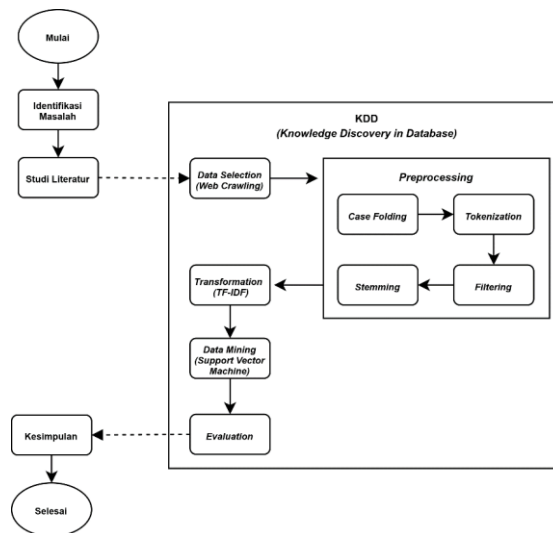 Mulai
Identifikasi
Masalah
Studi Literatur
KDD
(Knowledge Discovery in Database)
Data Selection
(Web Crawling)
Preprocessing
Case Folding
Tokenization
Stemming
Filtering
Transformation
(TF-IDF)
Data Mining
(Support Vector
Machine)
Evaluation
Kesimpulan
Selesai